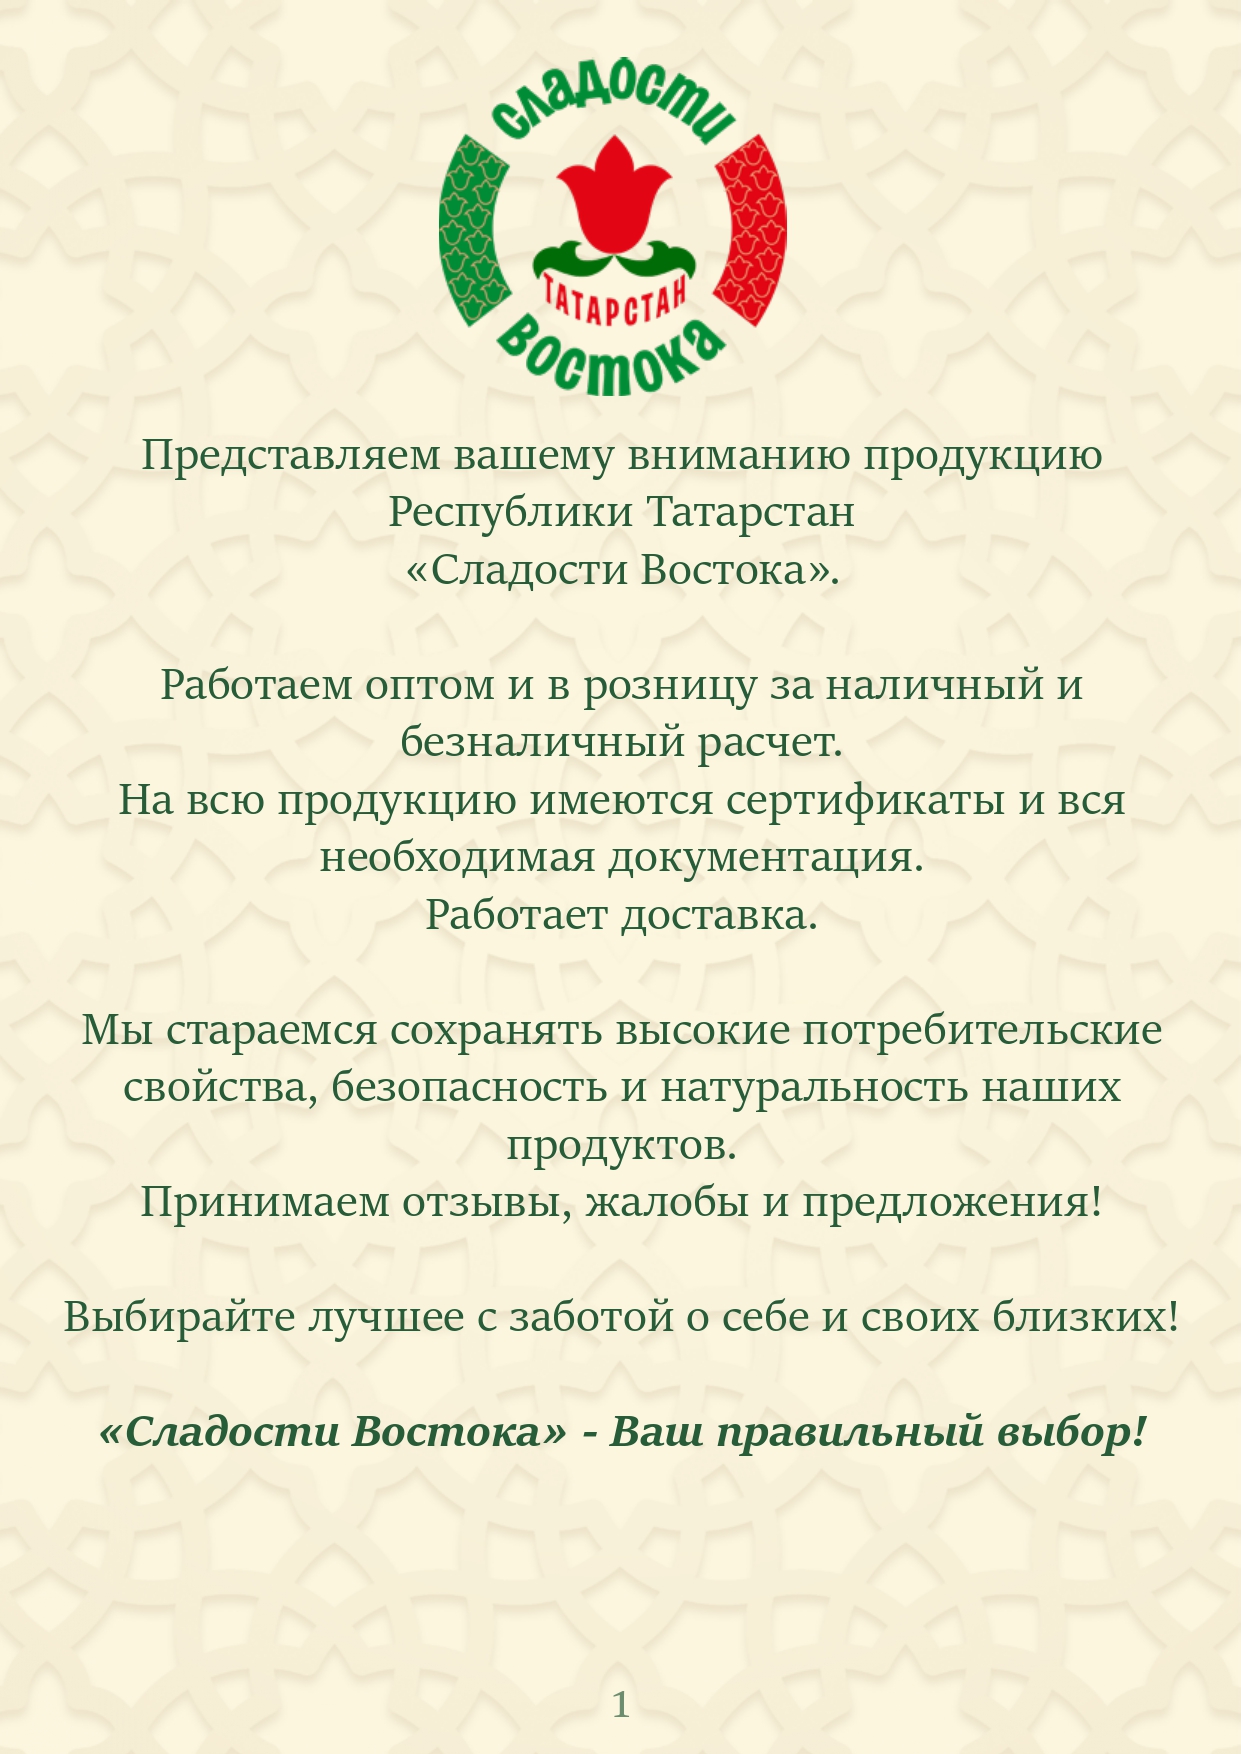 сладости
ТАТАРСТАН
востока
Представляем вашему вниманию продукцию
Республики Татарстан
«Сладости Востока».
Работаем оптом и в розницу за наличный и
безналичный расчет.
На всю продукцию имеются сертификаты и вся
необходимая документация.
Работает доставка.
Мы стараемся сохранять высокие потребительские
свойства, безопасность и натуральность наших
продуктов.
Принимаем отзывы, жалобы и предложения!
Выбирайте лучшее с заботой о себе и своих близких!
«Сладости Востока» - Ваш правильный выбор!
1